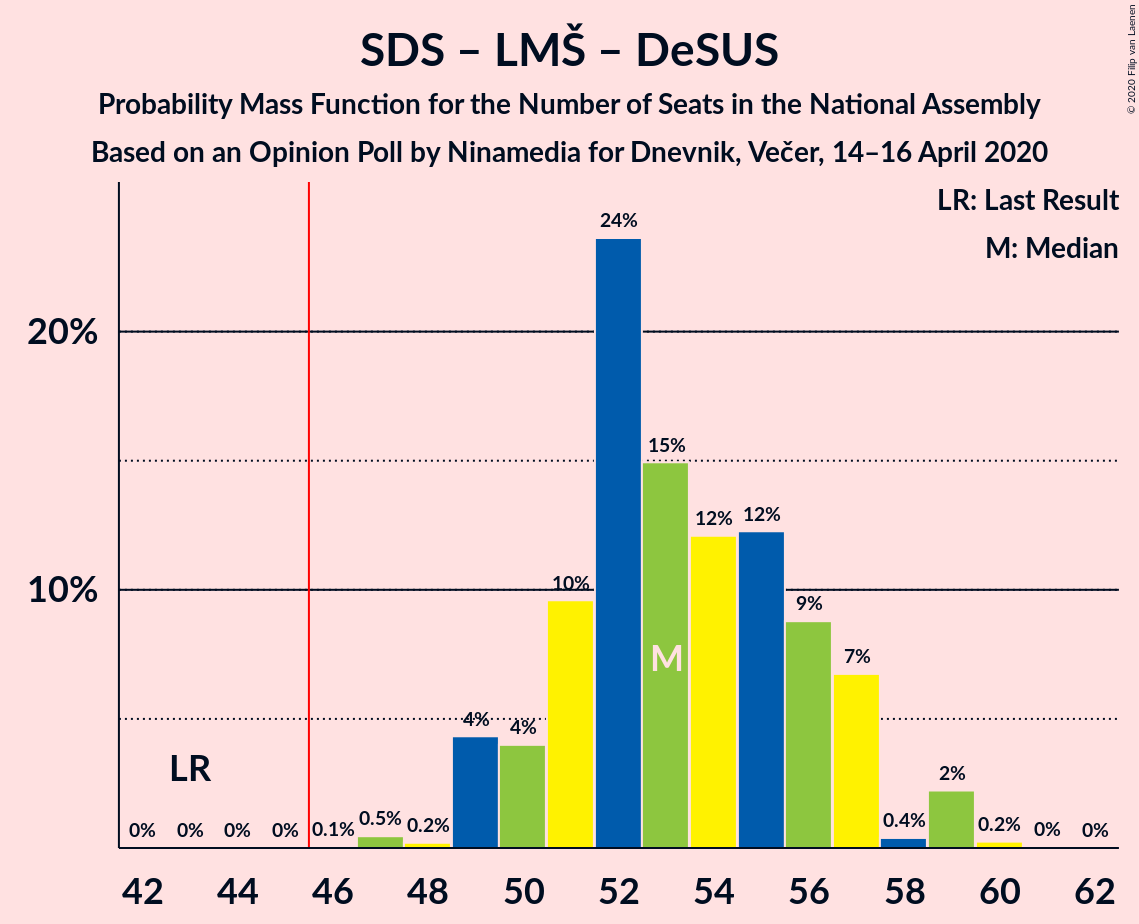 SDS – LMŠ – DeSUS
Probability Mass Function for the Number of Seats in the National Assembly
Based on an Opinion Poll by Ninamedia for Dnevnik, Večer, 14–16 April 2020
© 2020 Filip van Laenen
LR: Last Result
M: Median
24%
20%
15%
12% 12%
10%
10%
9%
7%
M
4% 4%
LR
2%
0% 0% 0% 0% 0.1% 0.5% 0.2% 0.4% 0.2% 0% 0%
42 44 46 48 50 52 54 56 58 60 62